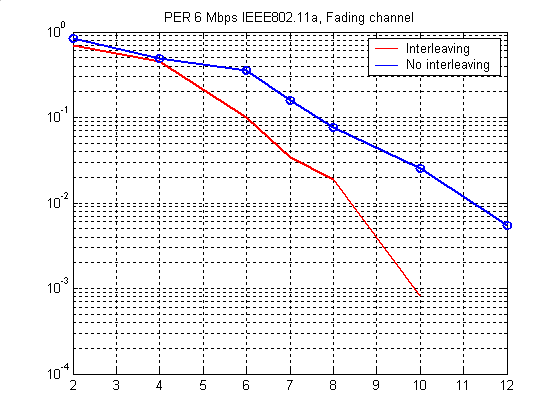 PER 6 Mbps IEEE802.11a, Fading channel
Interleaving
No interleaving
10^0
10^-1
10^-2
10^-3
10^-4
2 3 4 5 6 7 8 9 10 11 12